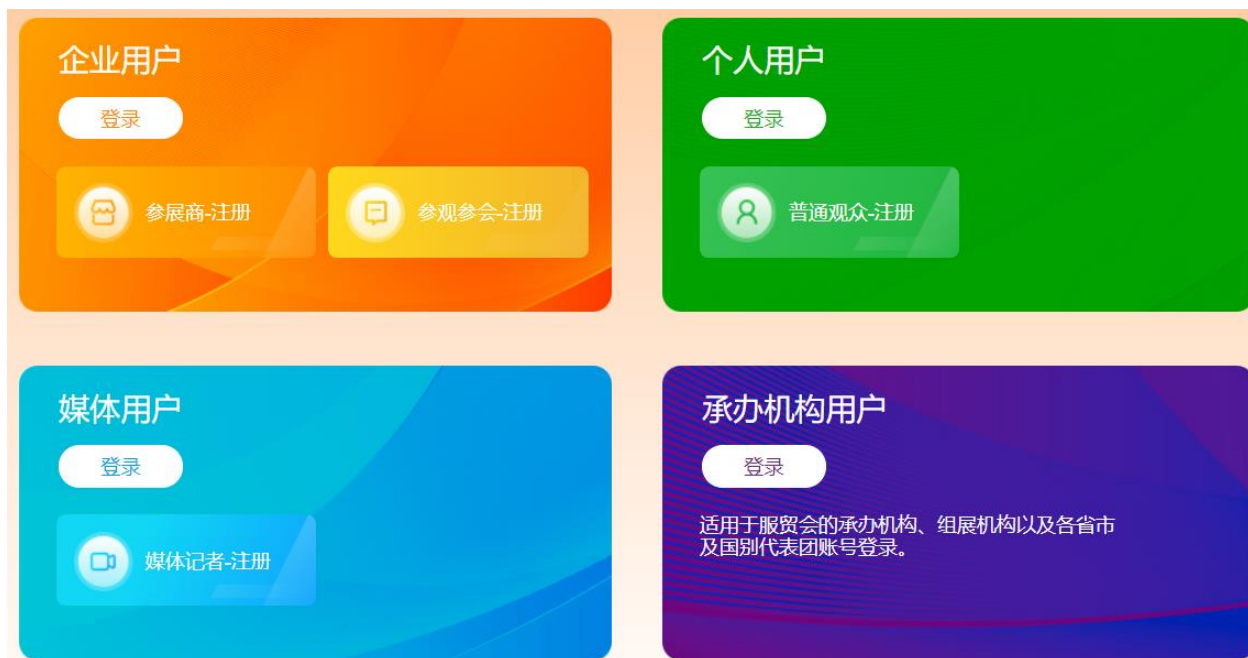 企业用户
登录
参展商-注册
参观参会-注册
个人用户
登录
普通观众-注册
媒体用户
登录
媒体记者-注册
承办机构用户
登录
适用于服贸会的承办机构、组展机构以及各省市
及国别代表团账号登录。